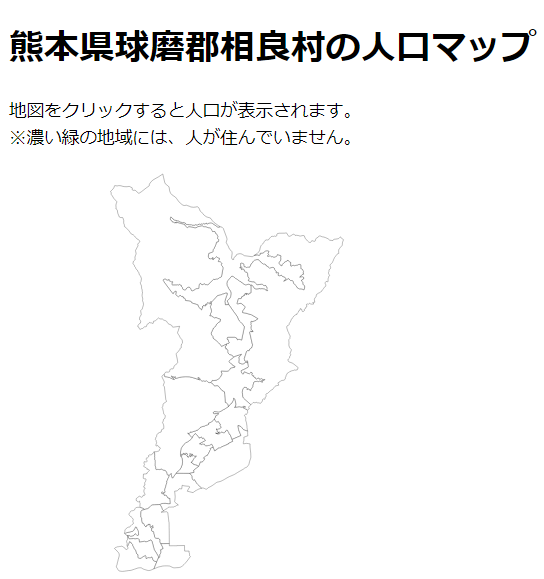 熊本県球磨郡相良村の人口マップ
地図をクリックすると人口が表示されます。
※濃い緑の地域には、人が住んでいません。